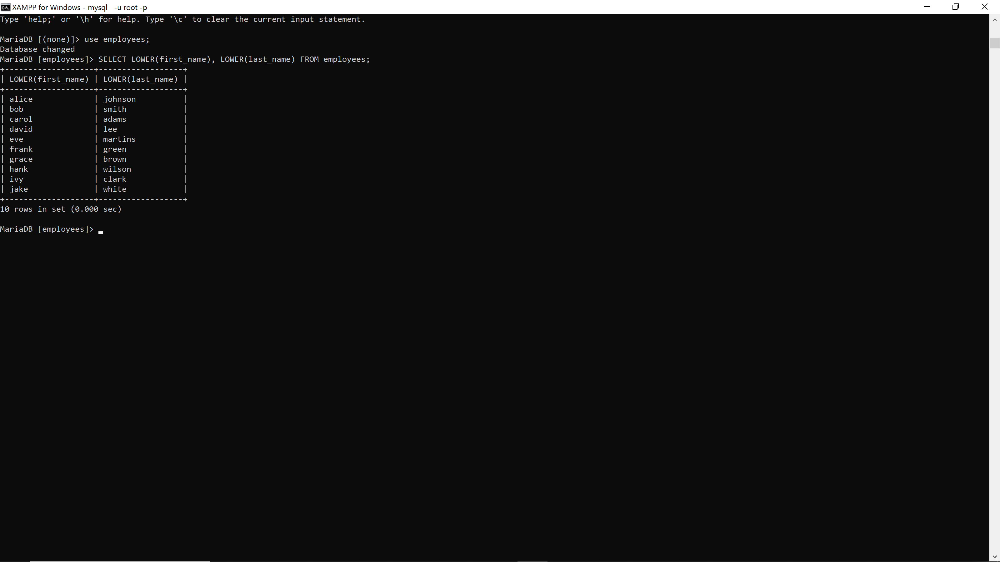 XAMPP for Windows - mysql  -u root -p
Type 'help;' or '\h' for help. Type '\c' to clear the current input statement.
MariaDB [(none)]> use employees;
Database changed
MariaDB [employees]> SELECT LOWER(first_name), LOWER(last_name) FROM employees;
+-------------------+------------------+
| LOWER(first_name) | LOWER(last_name) |
+-------------------+------------------+
| alice             | johnson          |
| bob               | smith            |
| carol             | adams            |
| david             | lee              |
| eve               | martins          |
| frank             | green            |
| grace             | brown            |
| hank              | wilson           |
| ivy               | clark            |
| jake              | white            |
+-------------------+------------------+
10 rows in set (0.000 sec)
MariaDB [employees]>